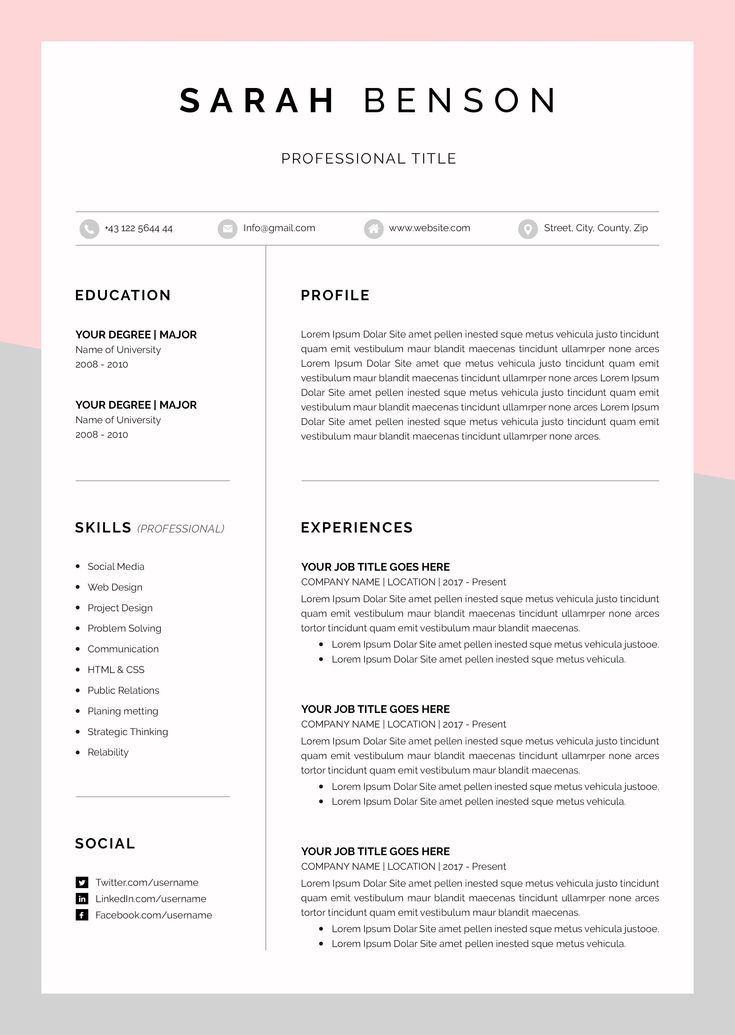 SARAH BENSON
PROFESSIONAL TITLE
+43 122 5644 44
Info@gmail.com
www.website.com
Street, City, County, Zip
EDUCATION
YOUR DEGREE | MAJOR
Name of University
2008 - 2010
YOUR DEGREE | MAJOR
Name of University
2008 - 2010
SKILLS (PROFESSIONAL)
Social Media
Web Design
Project Design
Problem Solving
Communication
HTML & CSS
Public Relations
Planing metting
Strategic Thinking
Relability
SOCIAL
Twitter.com/username
LinkedIn.com/username
Facebook.com/username
PROFILE
Lorem Ipsum Dolar Site amet pellen inested sque metus vehicula justo tincidunt
quam emit vestibulum maur blandit maecenas tincidunt ullamrper none arces
Lorem Ipsum Dolar Site amet que metus vehicula justo tincidunt quam emit
vestibulum maur blandit maecenas tincidunt ullamrper none arces Lorem Ipsum
Dolar Site amet pellen inested sque metus vehicula justo tincidunt quam emit
vestibulum maur blandit maecenas tincidunt ullamrper none arces Lorem Ipsum
Dolar Site amet pellen inested sque metus vehicula justo tincidunt quam emit
vestibulum maur blandit maecenas tincidunt ullamrper none arces.
EXPERIENCES
YOUR JOB TITLE GOES HERE
COMPANY NAME | LOCATION | 2017 - Present
Lorem Ipsum Dolar Site amet pellen inested sque metus vehicula justo tincidunt
quam emit vestibulum maur blandit maecenas tincidunt ullamrper none arces
tortor tincidunt quam emit vestibulum maur blandit maecenas.
Lorem Ipsum Dolar Site amet pellen inested sque metus vehicula justooe.
Lorem Ipsum Dolar Site amet pellen inested sque metus vehicula.
YOUR JOB TITLE GOES HERE
COMPANY NAME | LOCATION | 2017 - Present
Lorem Ipsum Dolar Site amet pellen inested sque metus vehicula justo tincidunt
quam emit vestibulum maur blandit maecenas tincidunt ullamrper none arces
tortor tincidunt quam emit vestibulum maur blandit maecenas.
Lorem Ipsum Dolar Site amet pellen inested sque metus vehicula justooe.
Lorem Ipsum Dolar Site amet pellen inested sque metus vehicula.
YOUR JOB TITLE GOES HERE
COMPANY NAME | LOCATION | 2017 - Present
Lorem Ipsum Dolar Site amet pellen inested sque metus vehicula justo tincidunt
quam emit vestibulum maur blandit maecenas tincidunt ullamrper none arces
tortor tincidunt quam emit vestibulum maur blandit maecenas.
Lorem Ipsum Dolar Site amet pellen inested sque metus vehicula justooe.
Lorem Ipsum Dolar Site amet pellen inested sque metus vehicula.